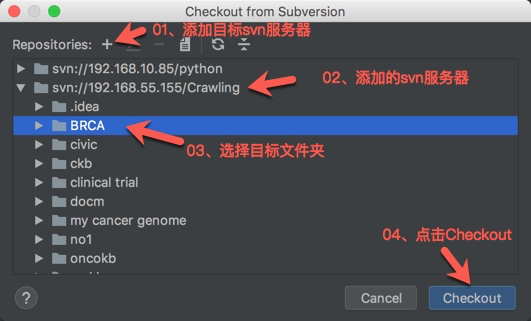 Checkout from Subversion
Repositories:
01、添加目标svn服务器
svn://192.168.10.85/python
svn://192.168.55.155/Crawling
02、添加的svn服务器
.idea
BRCA
03、选择目标文件夹
civic
ckb
clinical trial
docm
my cancer genome
no1
04、点击Checkout
oncokb
?
Cancel
Checkout